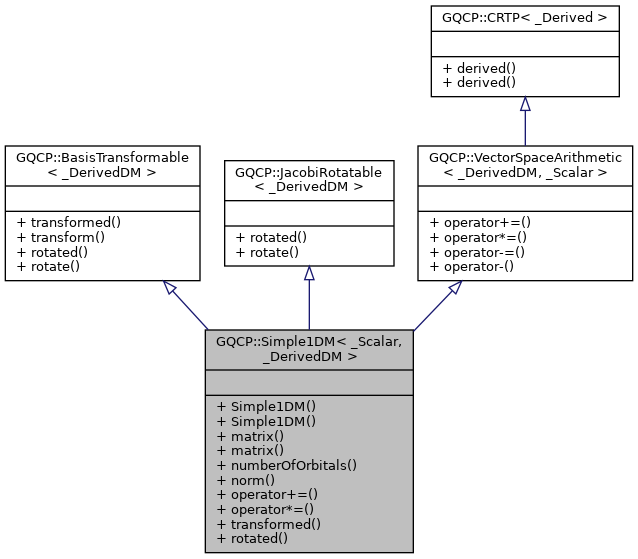 GQCP::CRTP< _Derived >
+ derived()
+ derived()
GQCP::BasisTransformable
< _DerivedDM >
+ transformed()
+ transform()
+ rotated()
+ rotate()
GQCP::JacobiRotatable
< _DerivedDM >
+ rotated()
+ rotate()
GQCP::VectorSpaceArithmetic
< _DerivedDM, _Scalar >
+ operator+=()
+ operator*=()
+ operator-=()
+ operator-()
GQCP::Simple1DM< _Scalar,
_DerivedDM >
+ Simple1DM()
+ Simple1DM()
+ matrix()
+ matrix()
+ numberOfOrbitals()
+ norm()
+ operator+=()
+ operator*=()
+ transformed()
+ rotated()